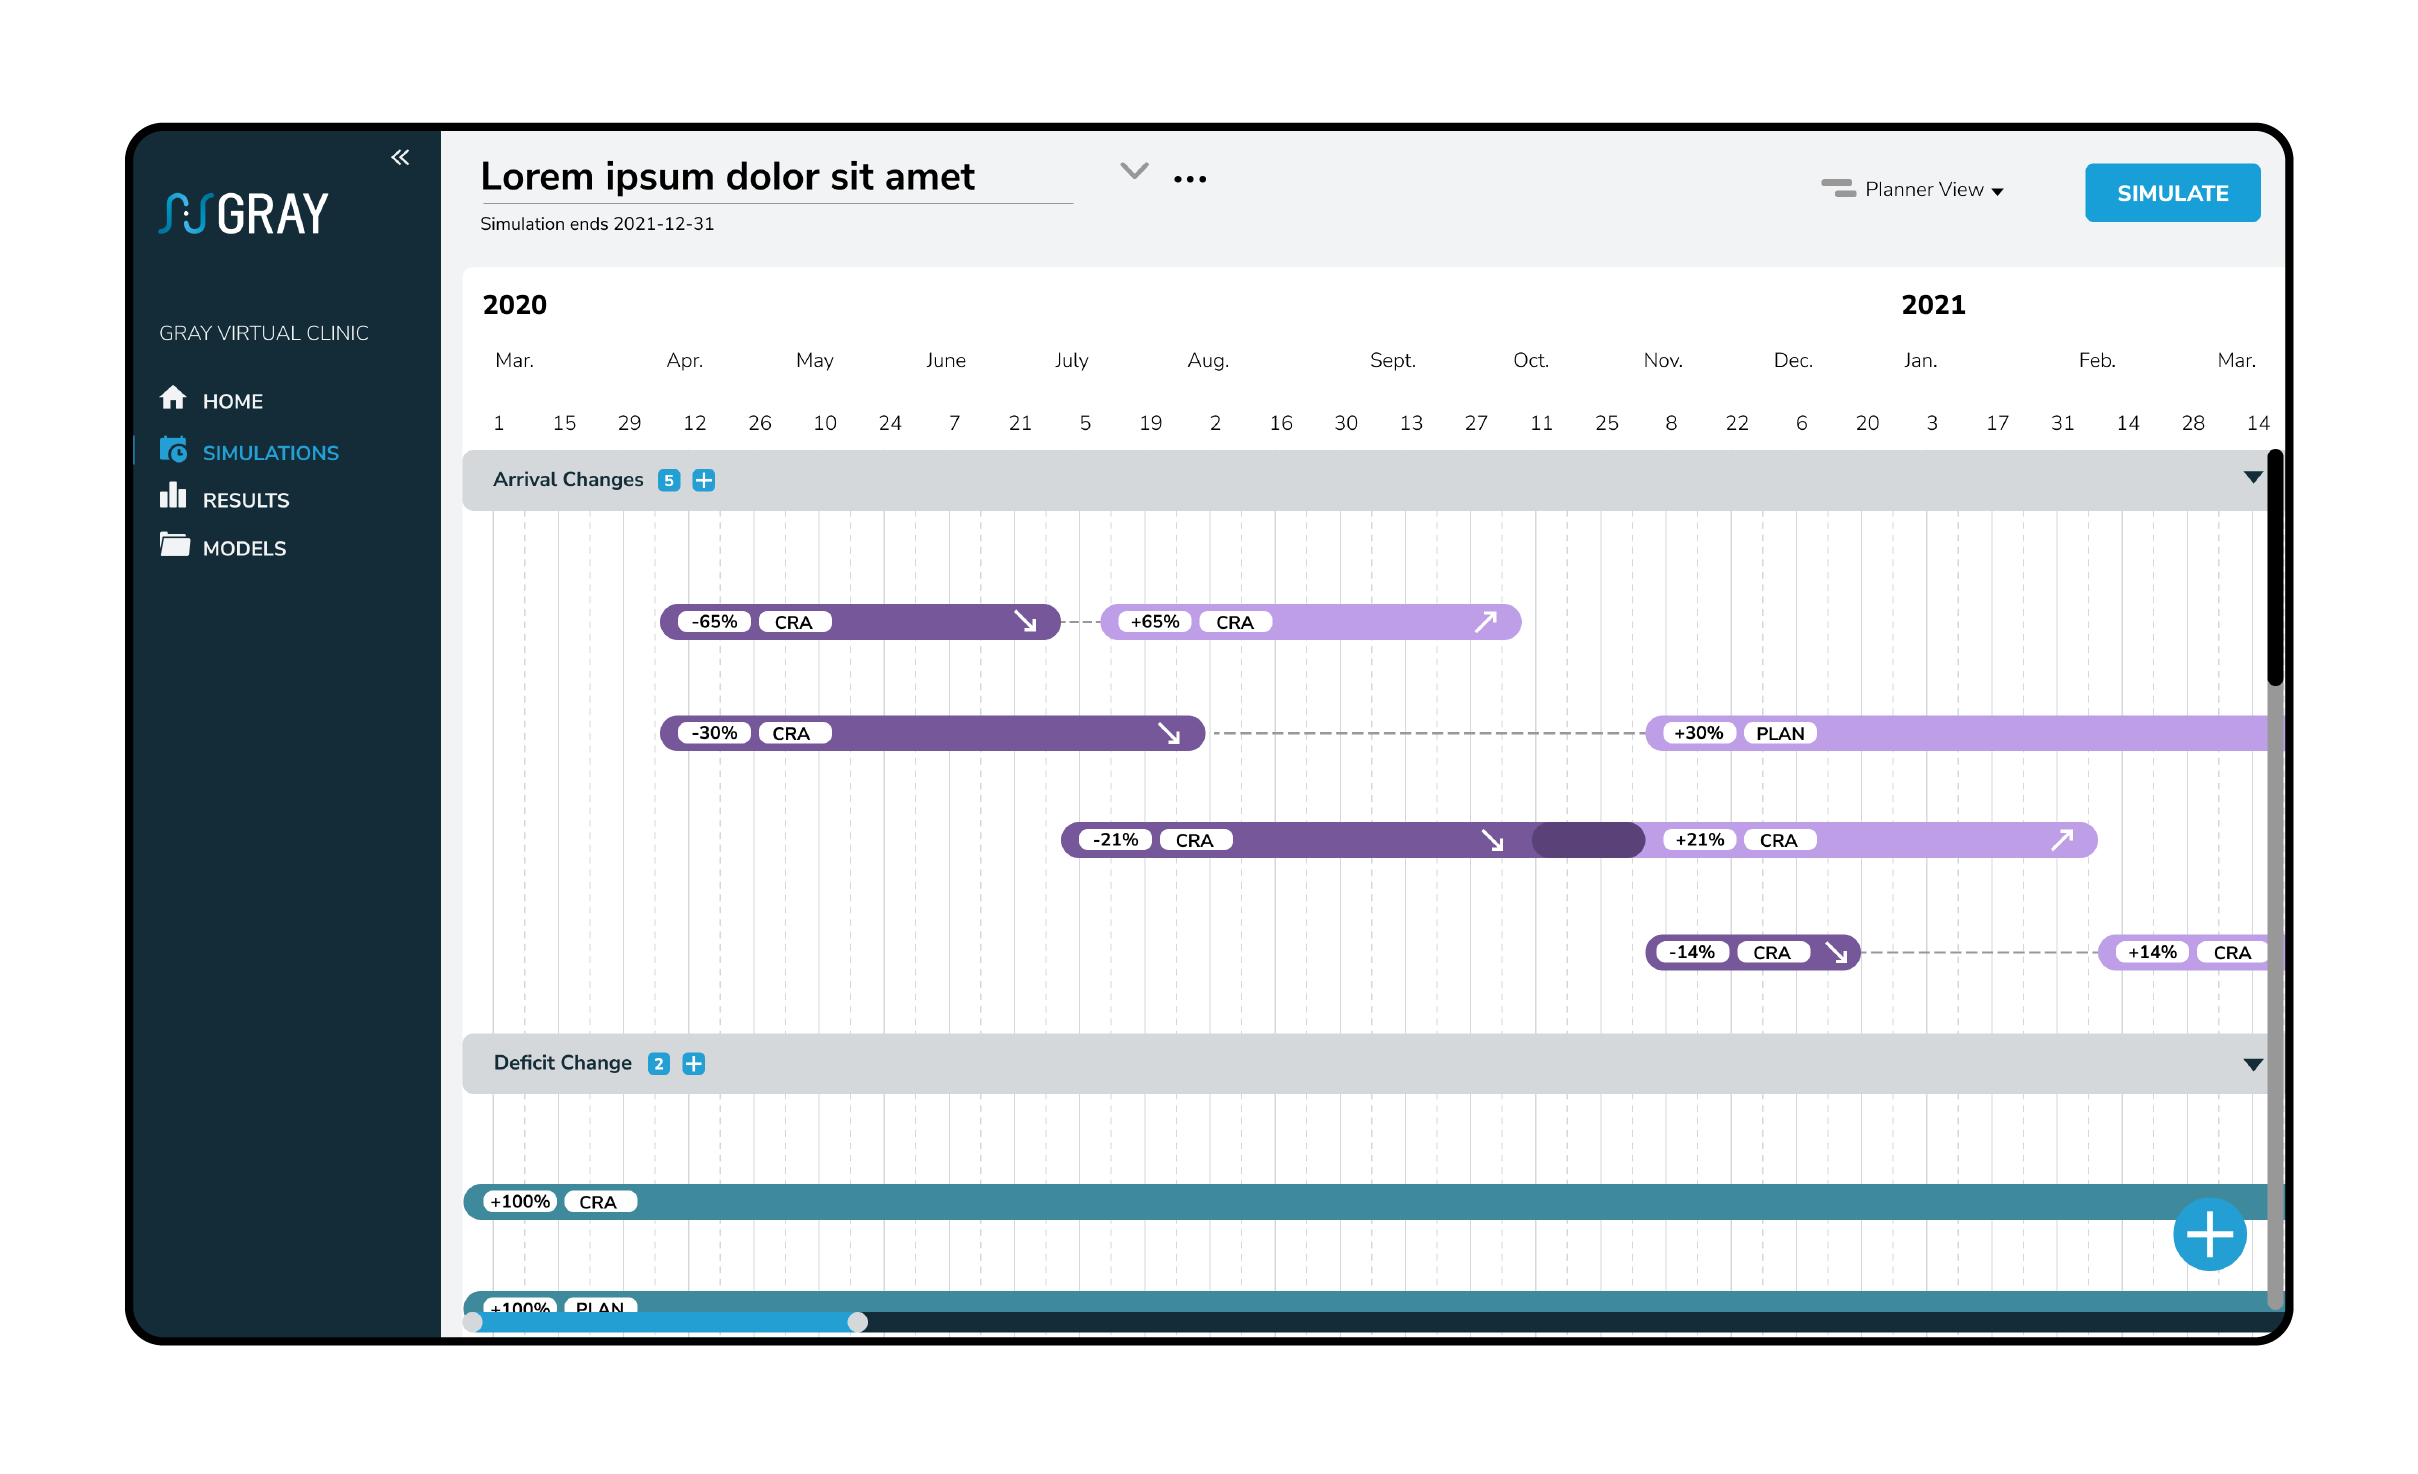 GRAY
GRAY VIRTUAL CLINIC
HOME
SIMULATIONS
RESULTS
MODELS
Lorem ipsum dolor sit amet
Simulation ends 2021-12-31
Planner View
SIMULATE
2020 2021
Mar. Apr. May June July Aug. Sept. Oct. Nov. Dec. Jan. Feb. Mar.
1 15 29 12 26 10 24 7 21 5 19 2 16 30 13 27 11 25 8 22 6 20 3 17 31 14 28 14
Arrival Changes 5
-65% CRA +65% CRA
-30% CRA +30% PLAN
-21% CRA +21% CRA
-14% CRA +14% CRA
Deficit Change 2
+100% CRA
+100% PLAN